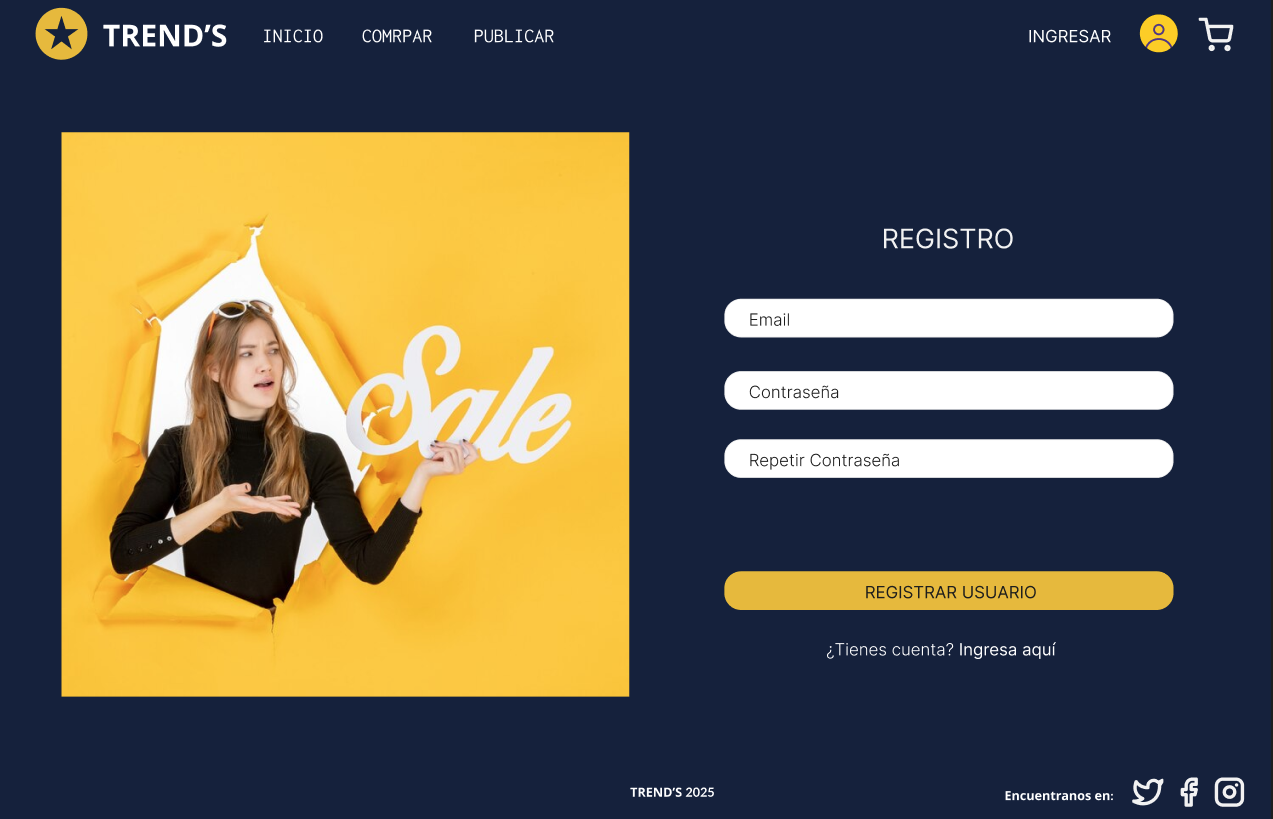 TREND'S INICIO COMRPAR PUBLICAR INGRESAR
Sale
REGISTRO
Email
Contraseña
Repetir Contraseña
REGISTRAR USUARIO
¿Tienes cuenta? Ingresa aquí
TREND'S 2025
Encuentranos en: